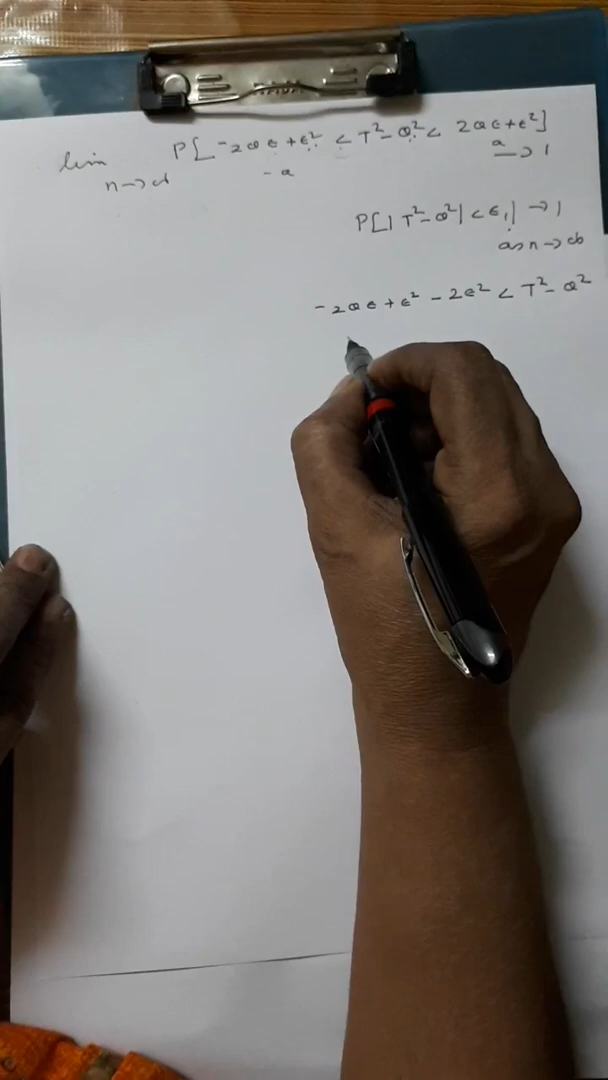 lim n→∞ P[-2θε + ε² < T² - θ² < 2θε + ε²] → 1
- a a
P[|T² - θ²| < ε₁] → 1
as n → ∞
-2θε + ε² - 2ε² < T² - θ²